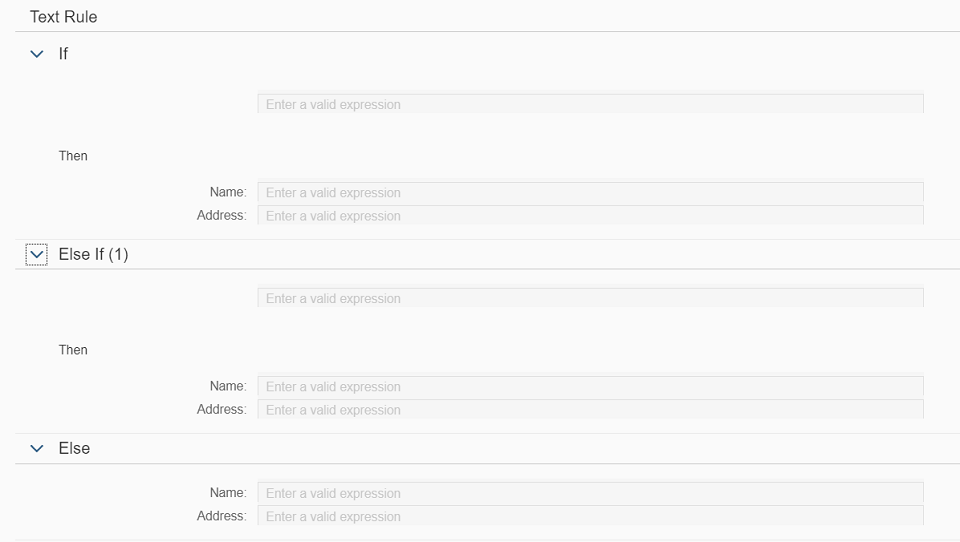 Text Rule
If
Enter a valid expression
Then
Name: Enter a valid expression
Address: Enter a valid expression
Else If (1)
Enter a valid expression
Then
Name: Enter a valid expression
Address: Enter a valid expression
Else
Name: Enter a valid expression
Address: Enter a valid expression